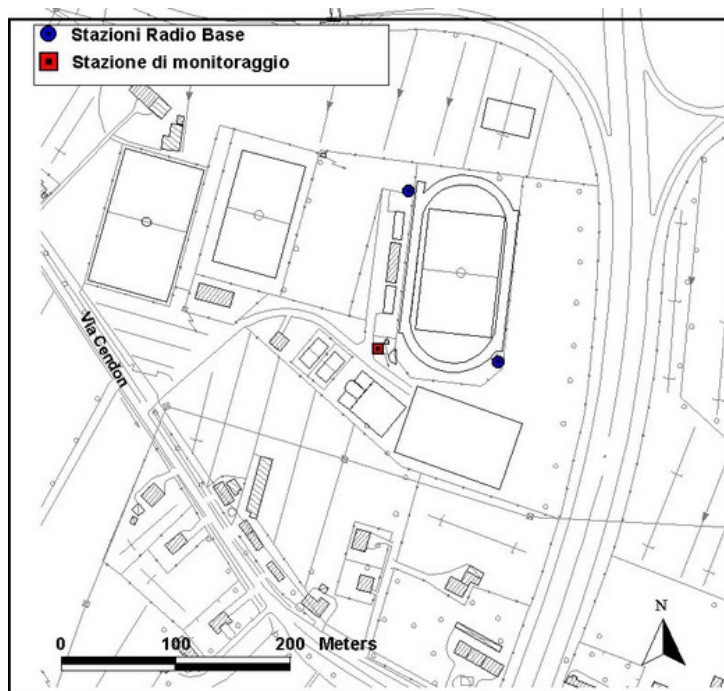 Stazioni Radio Base
Stazione di monitoraggio
Via Cendon
N
0 100 200 Meters